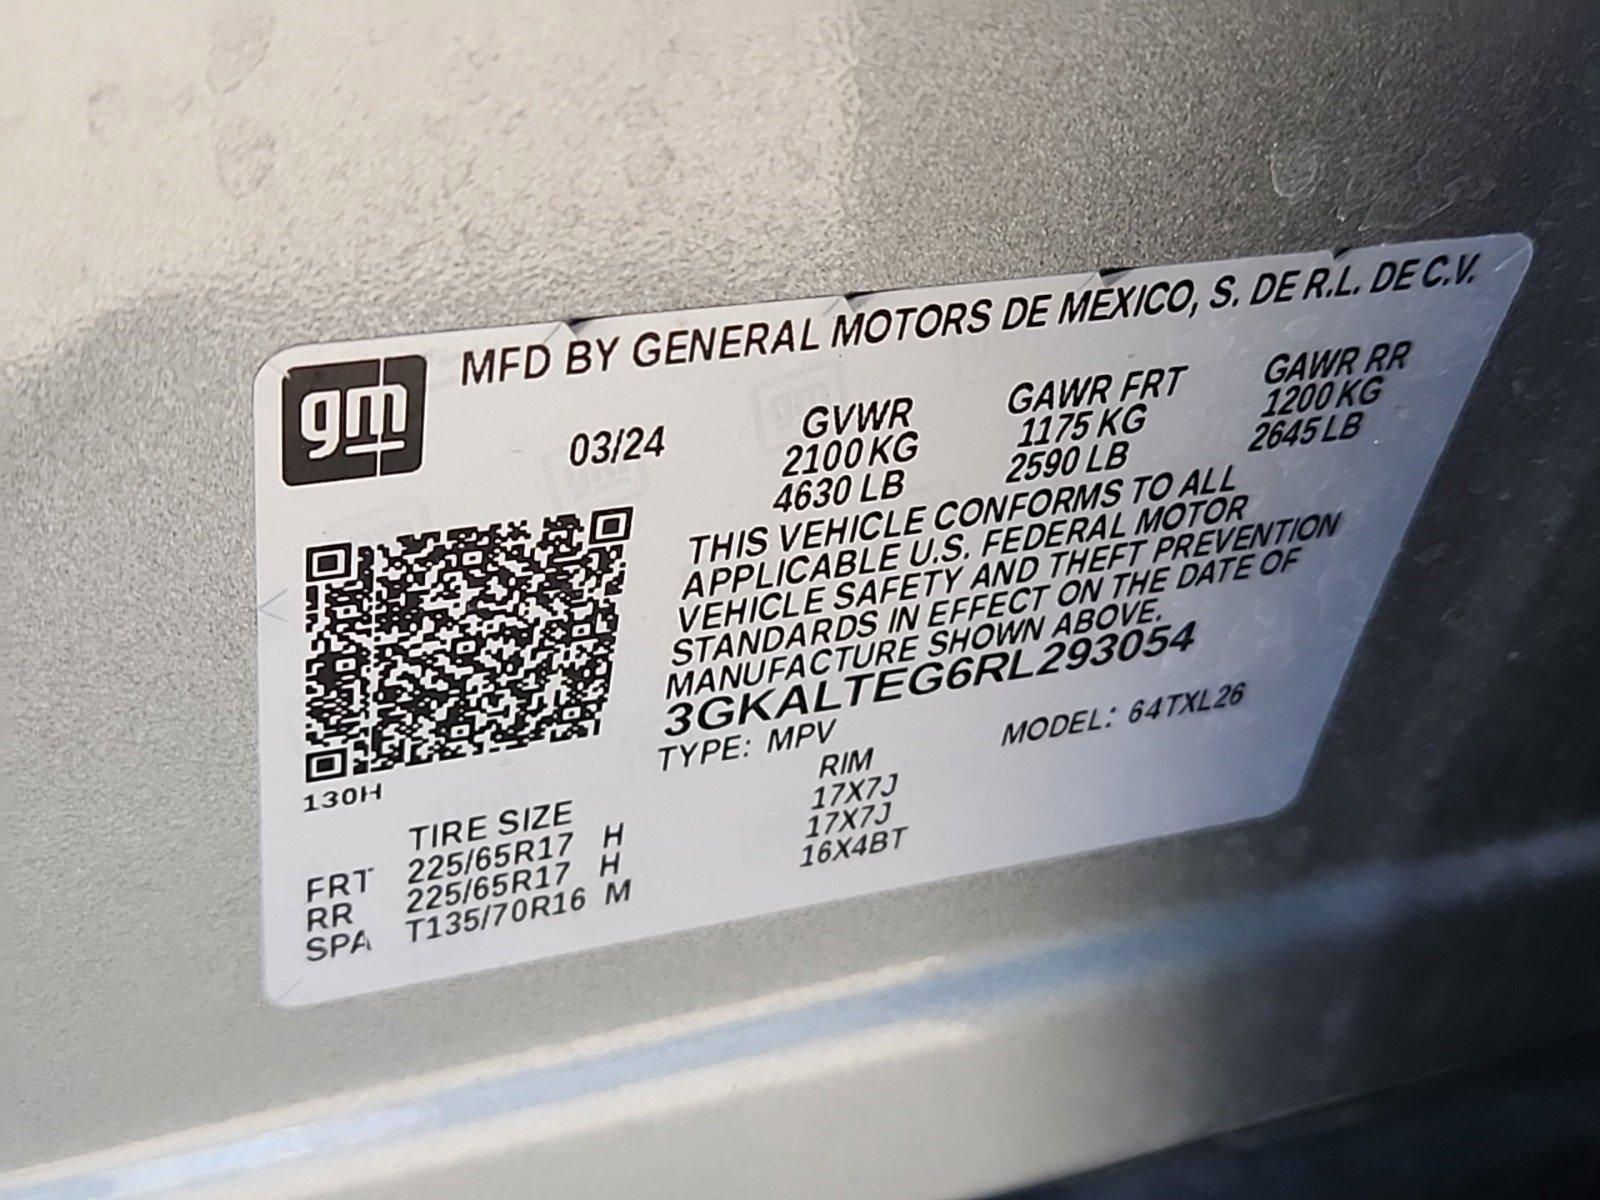 gm
MFD BY GENERAL MOTORS DE MEXICO, S. DE R.L. DE C.V.
03/24
GVWR
2100 KG
4630 LB
GAWR FRT
1175 KG
2590 LB
GAWR RR
1200 KG
2645 LB
THIS VEHICLE CONFORMS TO ALL
APPLICABLE U.S. FEDERAL MOTOR
VEHICLE SAFETY AND THEFT PREVENTION
STANDARDS IN EFFECT ON THE DATE OF
MANUFACTURE SHOWN ABOVE.
3GKALTEG6RL293054
TYPE: MPV
MODEL: 64TXL26
130H
TIRE SIZE
RIM
FRT 225/65R17 H 17X7J
RR 225/65R17 H 17X7J
SPA T135/70R16 M 16X4BT